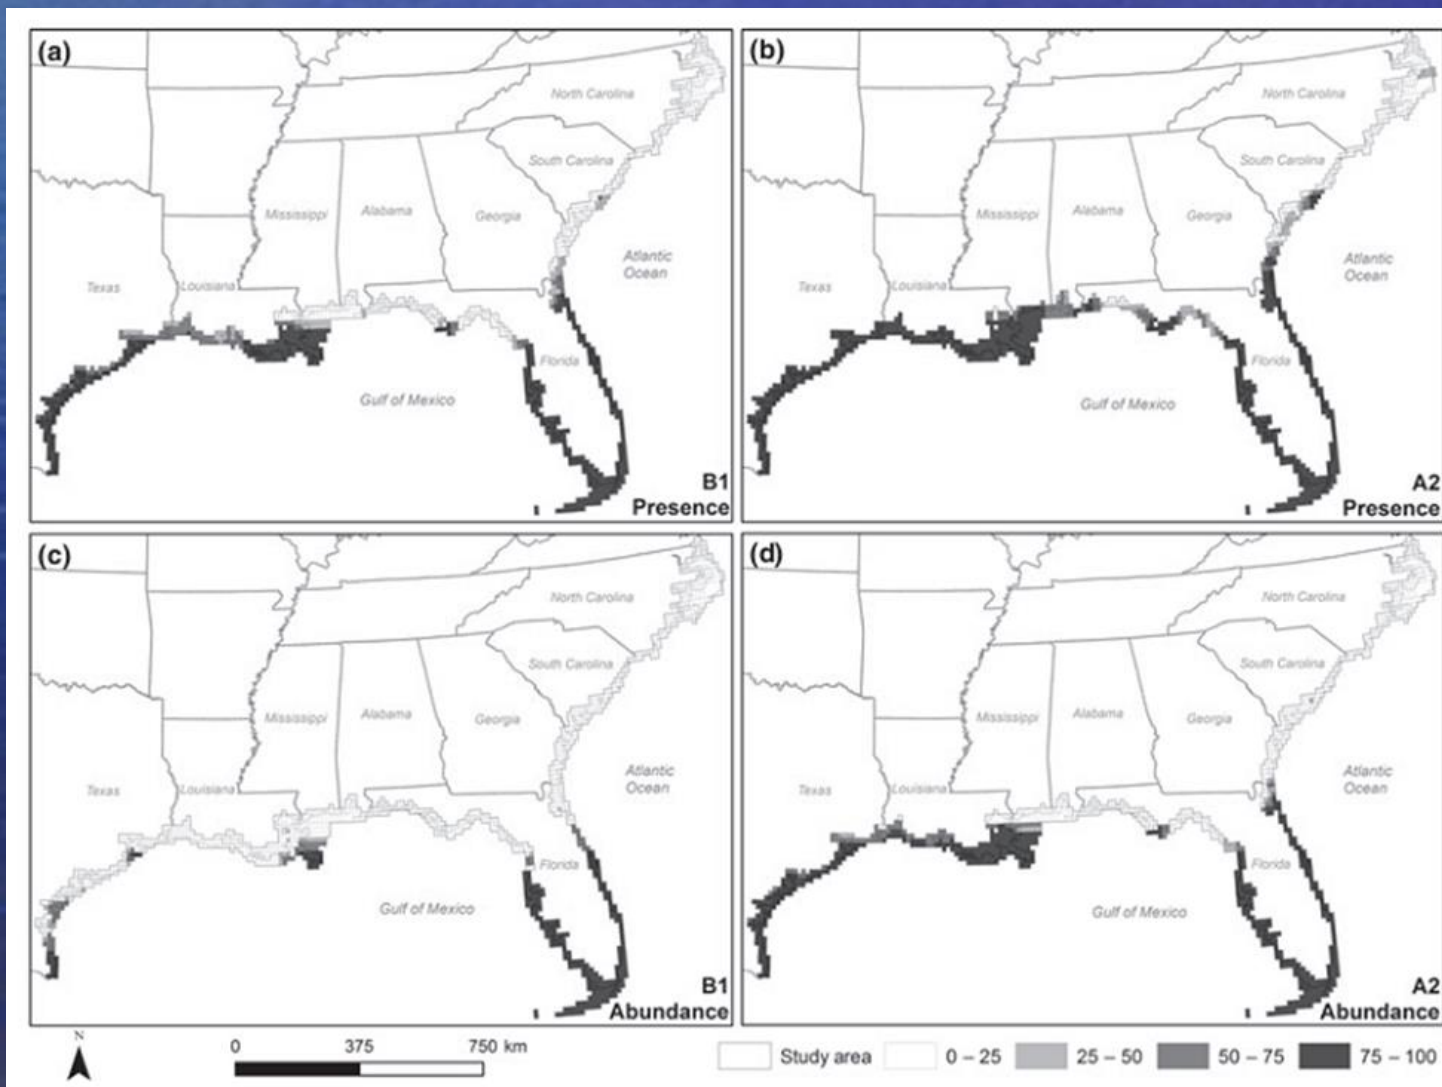 (a)
North Carolina
South Carolina
Mississippi
Alabama
Georgia
Atlantic
Ocean
Texas
Louisiana
Florida
Gulf of Mexico
B1
Presence
(b)
North Carolina
South Carolina
Mississippi
Alabama
Georgia
Atlantic
Ocean
Texas
Louisiana
Florida
Gulf of Mexico
A2
Presence
(c)
North Carolina
South Carolina
Mississippi
Alabama
Georgia
Atlantic
Ocean
Texas
Louisiana
Florida
Gulf of Mexico
B1
Abundance
(d)
North Carolina
South Carolina
Mississippi
Alabama
Georgia
Atlantic
Ocean
Texas
Louisiana
Florida
Gulf of Mexico
A2
Abundance
N
0 375 750 km
Study area 0 – 25 25 – 50 50 – 75 75 – 100